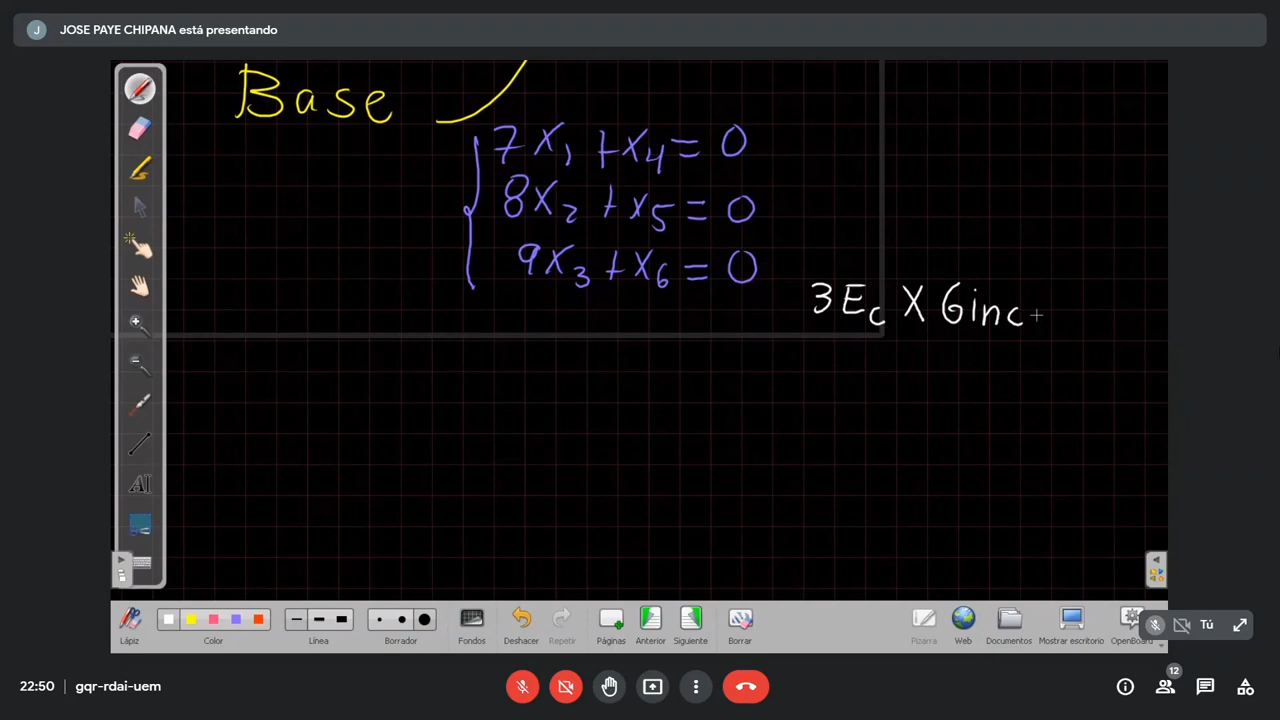 J JOSE PAYE CHIPANA está presentando
Base
7x₁ + x₄ = 0
8x₂ + x₅ = 0
9x₃ + x₆ = 0
3Ec X 6inc
AI
Lápiz Color Línea Borrador Fondos Deshacer Repetir Páginas Anterior Siguiente Borrar Pizarra Web Documentos Mostrar escritorio OpenBoard
Tú
22:50 | gqr-rdai-uem
12